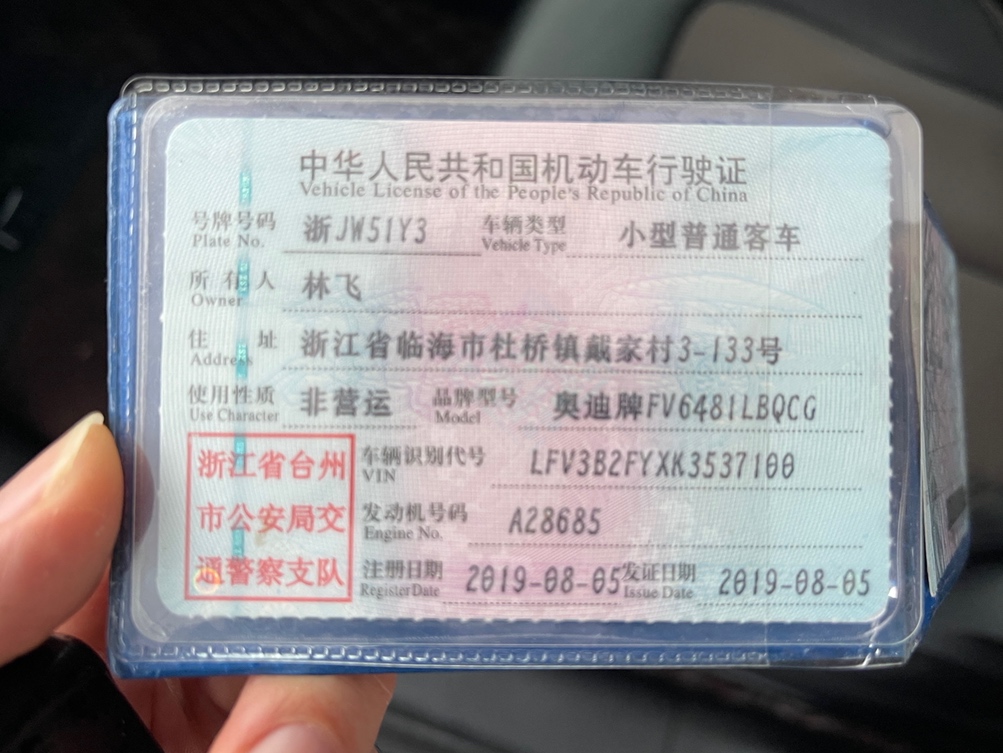 中华人民共和国机动车行驶证
Vehicle License of the People's Republic of China
号牌号码 浙JW51Y3 车辆类型 小型普通客车
Plate No. Vehicle Type
所有人 林飞
Owner
住址 浙江省临海市杜桥镇戴家村3-133号
Address
使用性质 非营运 品牌型号 奥迪牌FV6481LBQCG
Use Character Model
浙江省台州 车辆识别代号 LFV3B2FYXK3537100
VIN
市公安局交 发动机号码 A28685
Engine No.
通警察支队 注册日期 2019-08-05 发证日期 2019-08-05
Register Date Issue Date